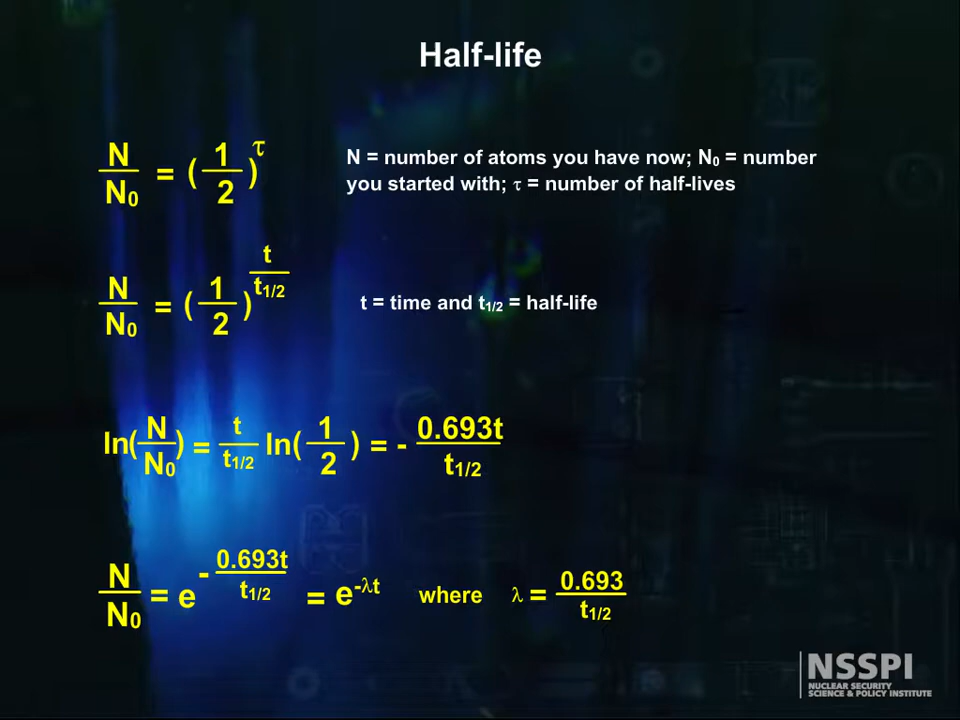 Half-life
N/N₀ = (1/2)^τ
N = number of atoms you have now; N₀ = number
you started with; τ = number of half-lives
N/N₀ = (1/2)^(t/t₁/₂)
t = time and t₁/₂ = half-life
ln(N/N₀) = t/t₁/₂ ln(1/2) = - 0.693t/t₁/₂
N/N₀ = e^(-0.693t/t₁/₂) = e^(-λt) where λ = 0.693/t₁/₂
NSSPI
NUCLEAR SECURITY
SCIENCE & POLICY INSTITUTE